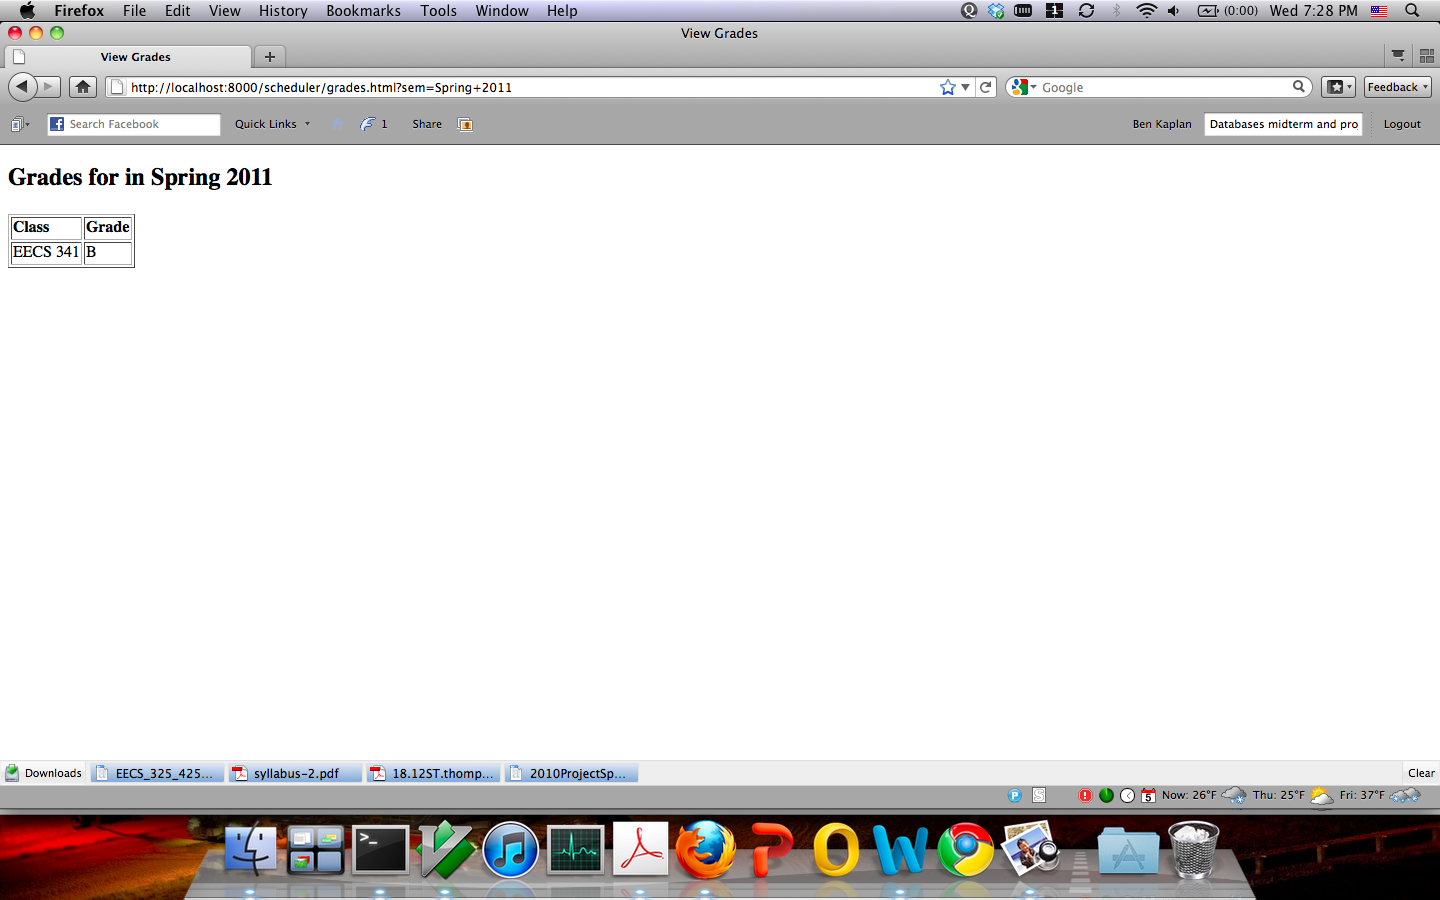 Firefox File Edit View History Bookmarks Tools Window Help 1 (0:00) Wed 7:28 PM
View Grades
View Grades
http://localhost:8000/scheduler/grades.html?sem=Spring+2011 Google Feedback
Search Facebook Quick Links 1 Share Ben Kaplan Databases midterm and pro Logout
Grades for in Spring 2011
Class Grade
EECS 341 B
Downloads EECS_325_425... syllabus-2.pdf 18.12ST.thomp... 2010ProjectSp... Clear
P S 5 Now: 26°F Thu: 25°F Fri: 37°F
>_ P O W